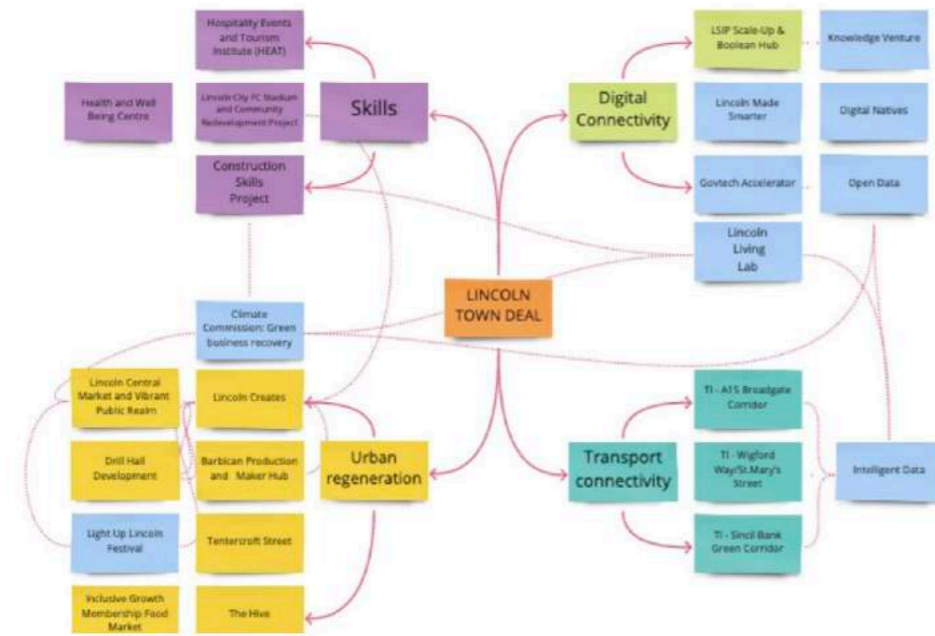 Hospitality Events
and Tourism
Institute (HEAT)
LSIP Scale-Up &
Boolean Hub
Knowledge Venture
Health and Well
Being Centre
Lincoln City FC Stadium
and Community
Redevelopment Project
Skills
Digital
Connectivity
Lincoln Made
Smarter
Digital Natives
Construction
Skills
Project
Govtech Accelerator
Open Data
Lincoln
Living
Lab
LINCOLN
TOWN DEAL
Climate
Commission: Green
business recovery
Lincoln Central
Market and Vibrant
Public Realm
Lincoln Creates
TI - A15 Broadgate
Corridor
Drill Hall
Development
Barbican Production
and Maker Hub
Urban
regeneration
Transport
connectivity
TI - Wigford
Way/St.Mary's
Street
Intelligent Data
Light Up Lincoln
Festival
Tentercroft Street
TI - Sincil Bank
Green Corridor
Inclusive Growth
Membership Food
Market
The Hive